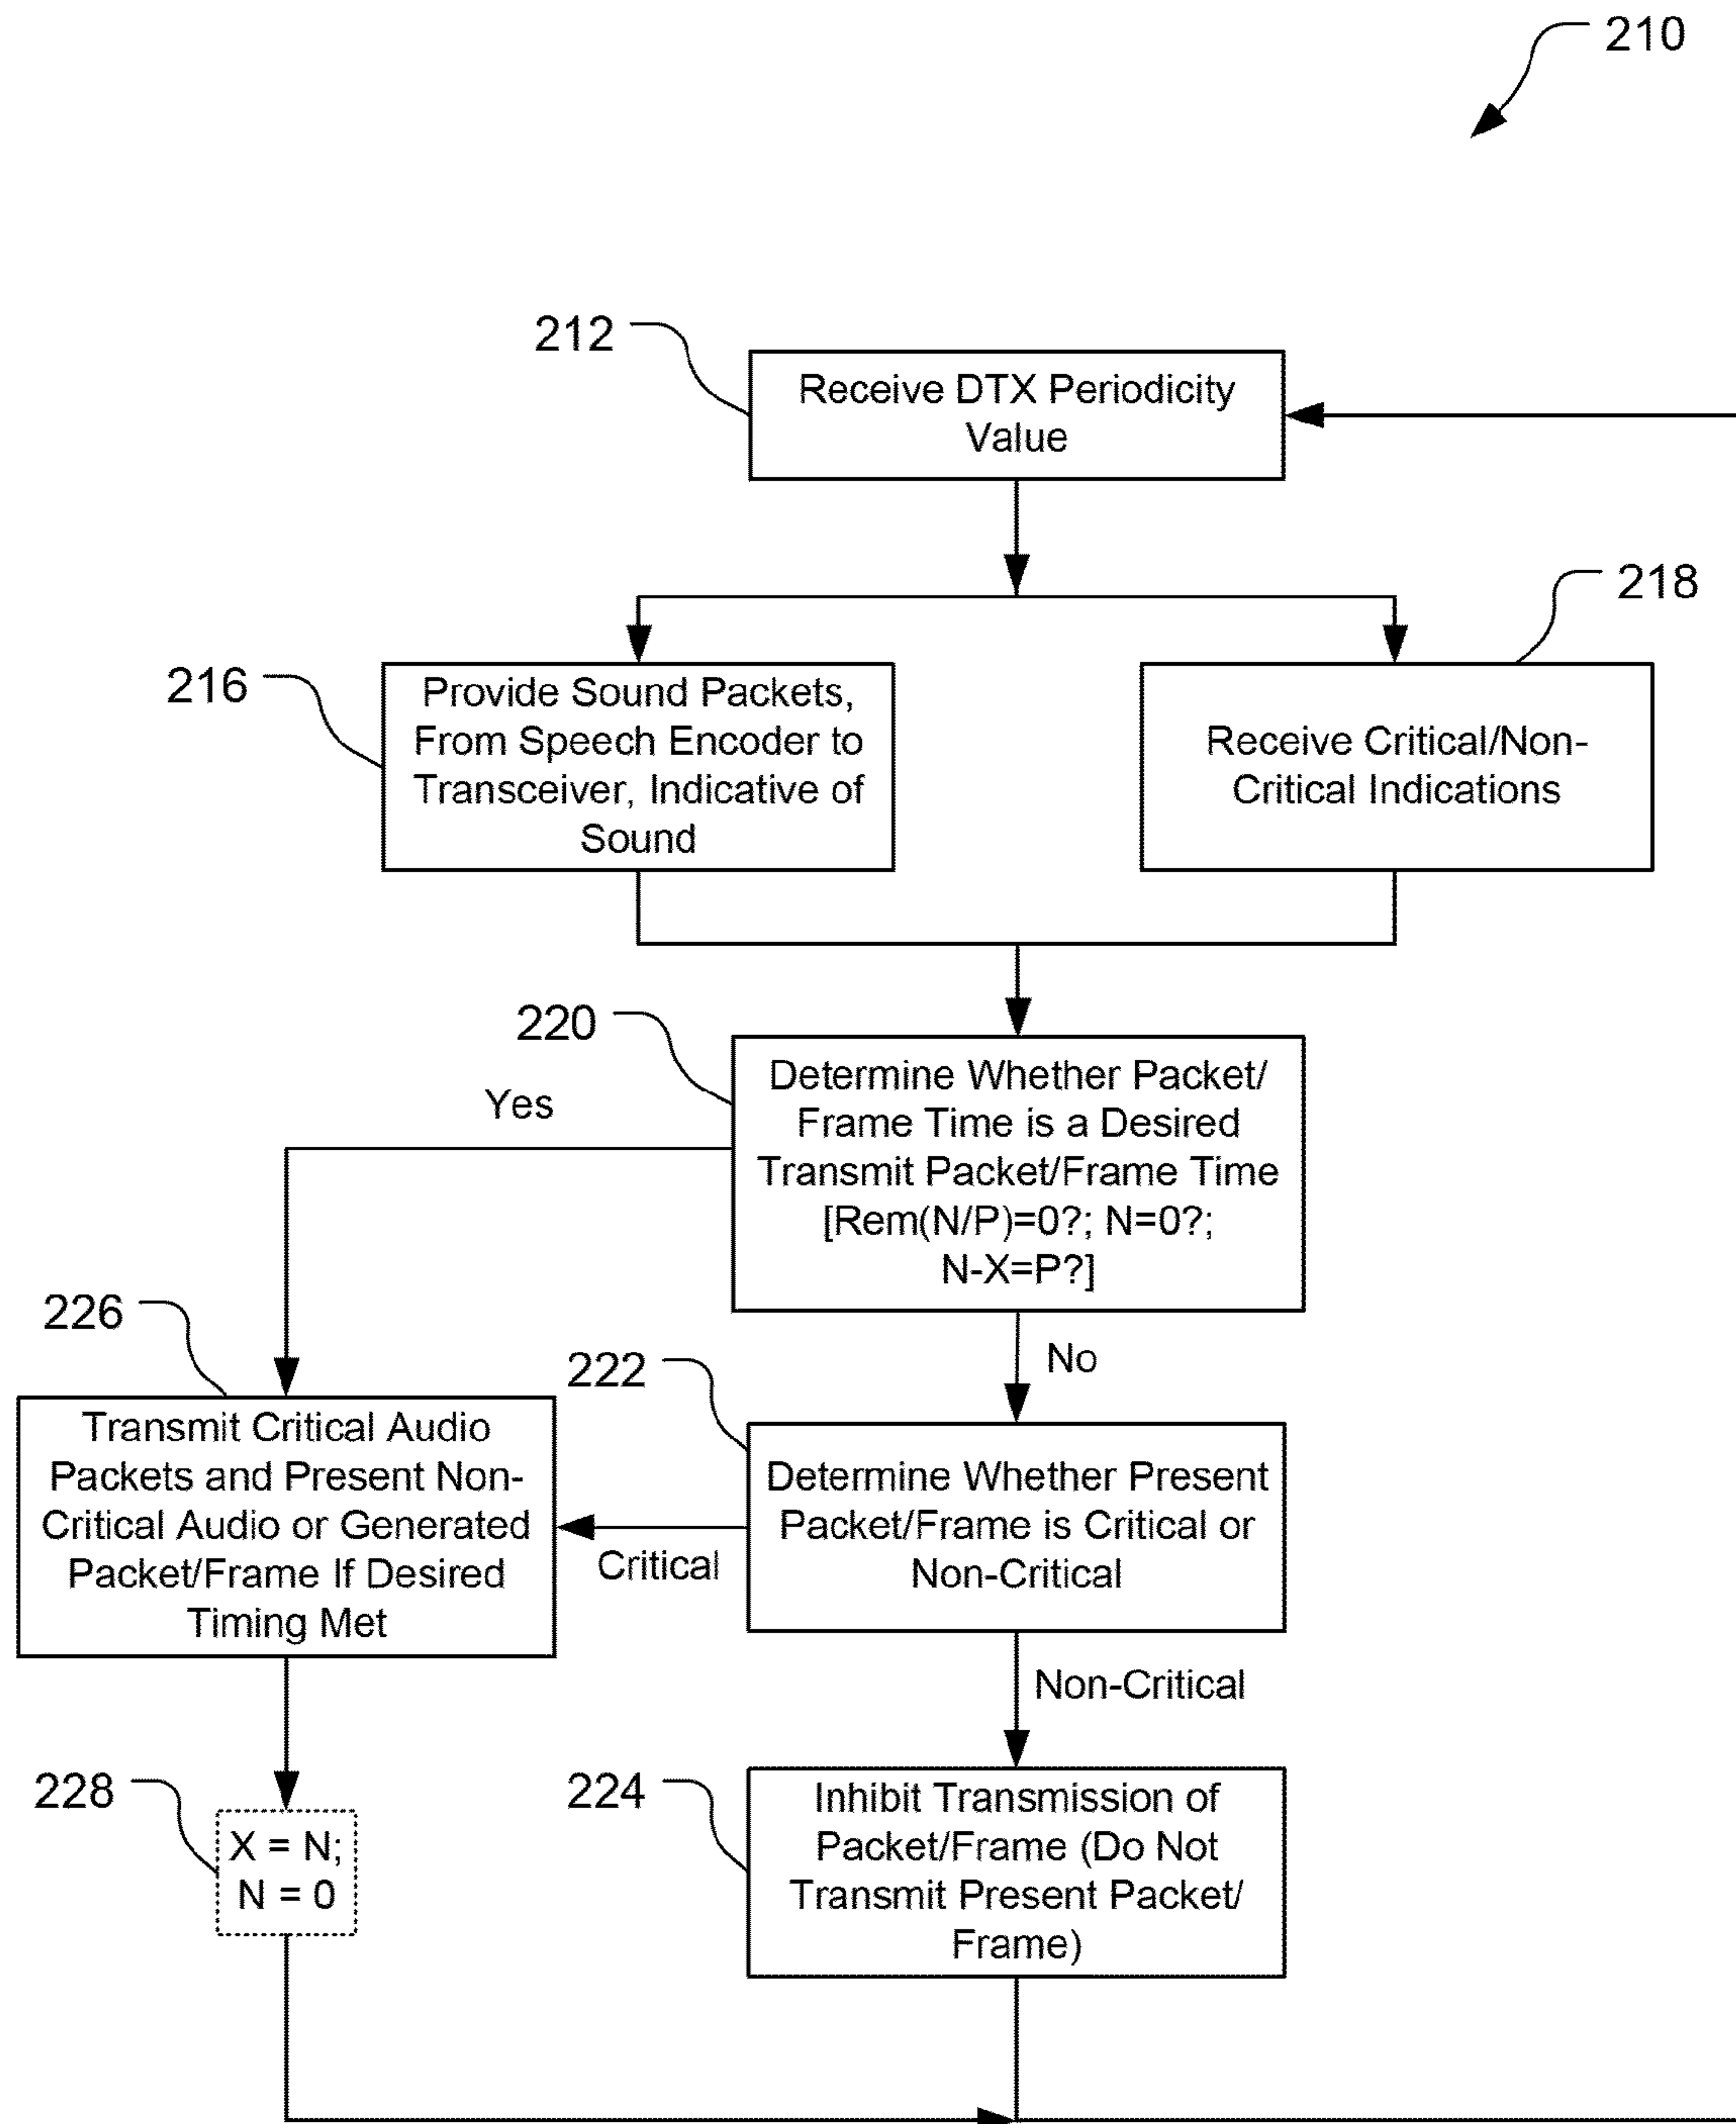 210
212
Receive DTX Periodicity
Value
218
216
Provide Sound Packets,
From Speech Encoder to
Transceiver, Indicative of
Sound
Receive Critical/Non-
Critical Indications
220
Determine Whether Packet/
Frame Time is a Desired
Transmit Packet/Frame Time
[Rem(N/P)=0?; N=0?;
N-X=P?]
Yes
No
226
Transmit Critical Audio
Packets and Present Non-
Critical Audio or Generated
Packet/Frame If Desired
Timing Met
222
Determine Whether Present
Packet/Frame is Critical or
Non-Critical
Critical
Non-Critical
228
X = N;
N = 0
224
Inhibit Transmission of
Packet/Frame (Do Not
Transmit Present Packet/
Frame)